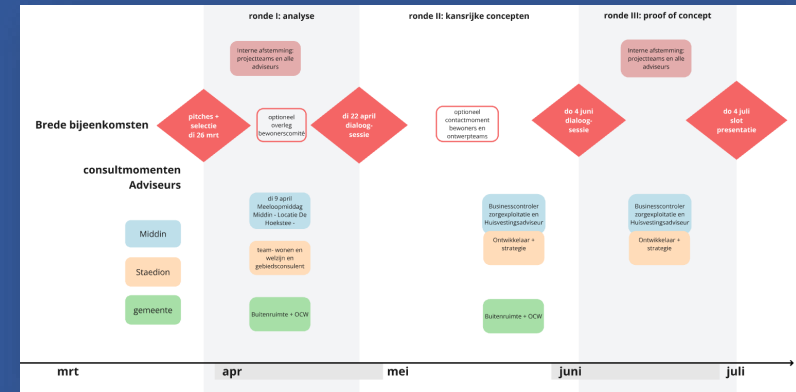 ronde I: analyse
ronde II: kansrijke concepten
ronde III: proof of concept
Interne afstemming:
projectteams en alle
adviseurs
Interne afstemming:
projectteams en alle
adviseurs
Brede bijeenkomsten
pitches +
selectie
di 26 mrt
optioneel
overleg
bewonerscomité
di 22 april
dialoog-
sessie
optioneel
contactmoment
bewoners en
ontwerpteams
do 4 juni
dialoog-
sessie
do 4 juli
slot
presentatie
consultmomenten
Adviseurs
Middin
di 9 april
Meeloopmiddag
Middin - Locatie De
Hoekstee -
Businesscontroler
zorgexploitatie en
Huisvestingsadviseur
Businesscontroler
zorgexploitatie en
Huisvestingsadviseur
Staedion
team- wonen en
welzijn en
gebiedsconsulent
Ontwikkelaar +
strategie
Ontwikkelaar +
strategie
gemeente
Buitenruimte + OCW
Buitenruimte + OCW
mrt
apr
mei
juni
juli